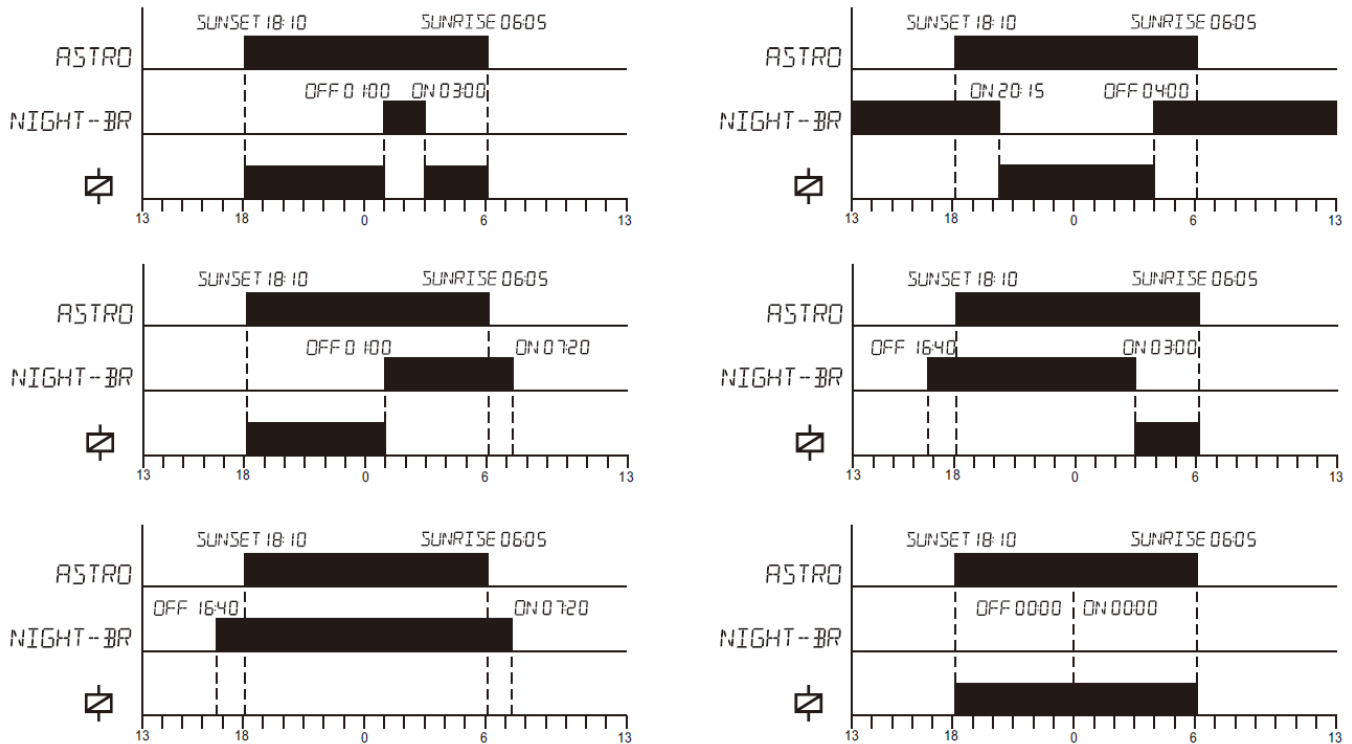 SUNSET 18:10 SUNRISE 06:05
ASTRO
OFF 01:00 ON 03:00
NIGHT-BR
13 18 0 6 13
SUNSET 18:10 SUNRISE 06:05
ASTRO
ON 20:15 OFF 04:00
NIGHT-BR
13 18 0 6 13
SUNSET 18:10 SUNRISE 06:05
ASTRO
OFF 01:00 ON 07:20
NIGHT-BR
13 18 0 6 13
SUNSET 18:10 SUNRISE 06:05
ASTRO
OFF 16:40 ON 03:00
NIGHT-BR
13 18 0 6 13
SUNSET 18:10 SUNRISE 06:05
ASTRO
OFF 16:40 ON 07:20
NIGHT-BR
13 18 0 6 13
SUNSET 18:10 SUNRISE 06:05
ASTRO
OFF 00:00 ON 00:00
NIGHT-BR
13 18 0 6 13